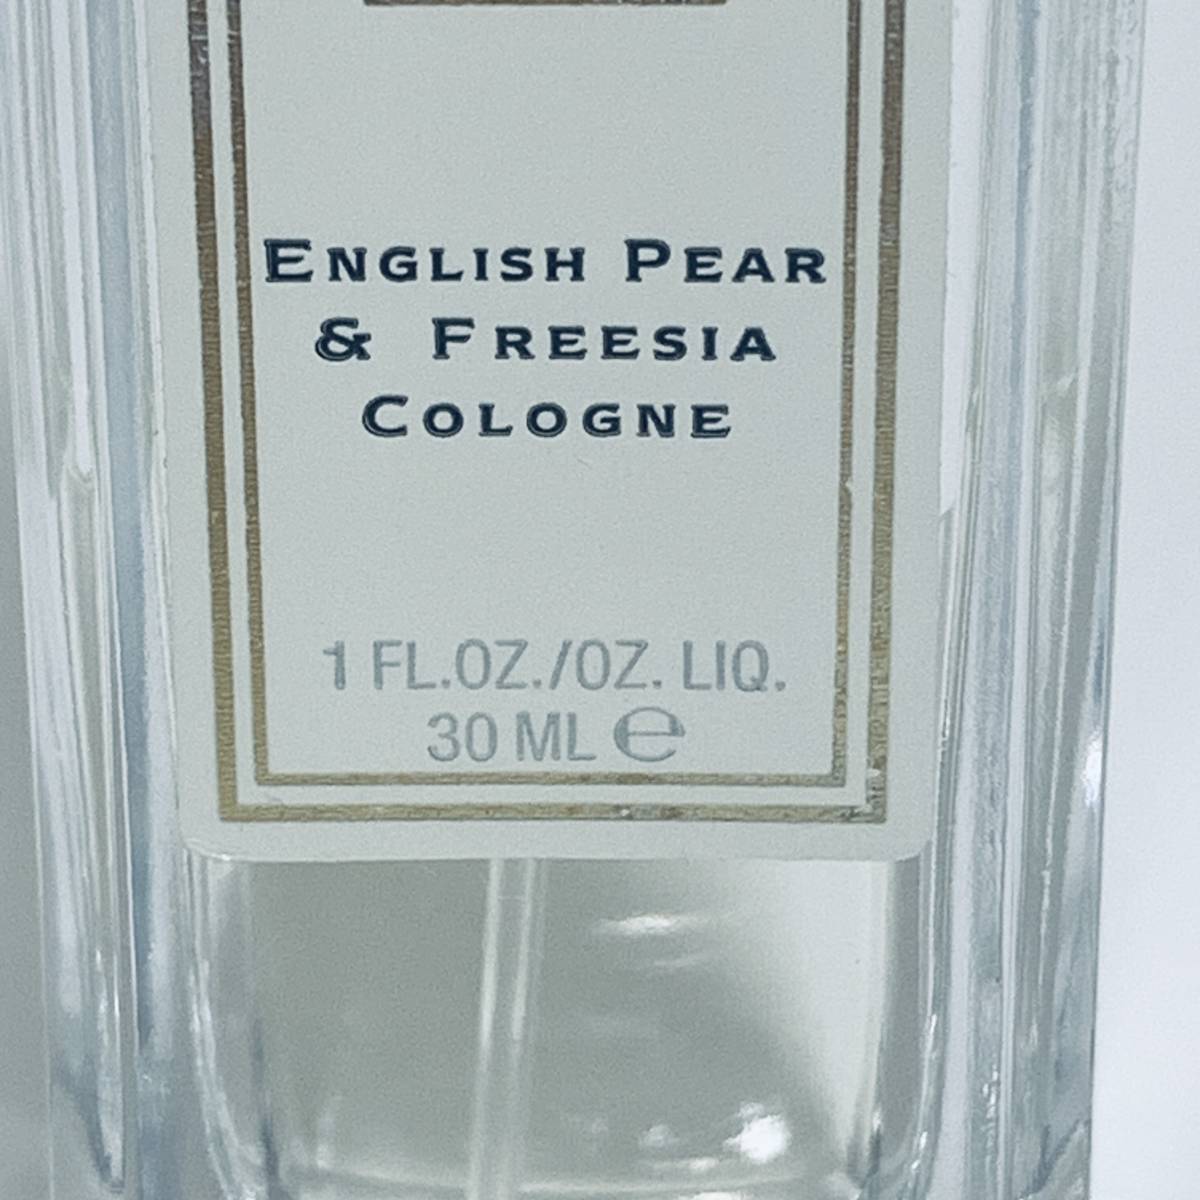 ENGLISH PEAR
& FREESIA
COLOGNE
1 FL.OZ./OZ. LIQ.
30 ML ℮